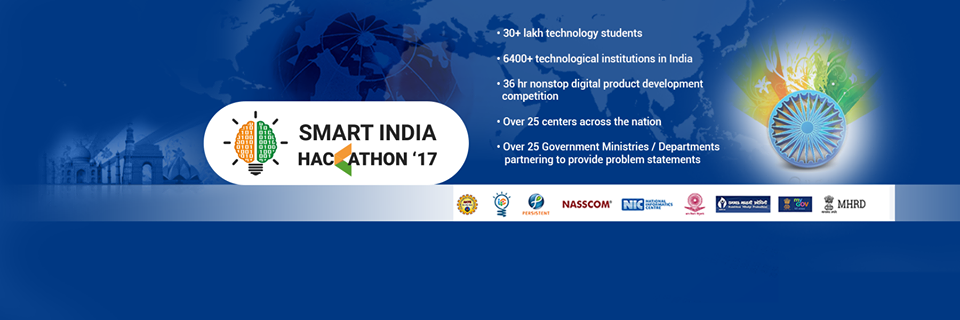 SMART INDIA
HACKATHON ‘17
• 30+ lakh technology students
• 6400+ technological institutions in India
• 36 hr nonstop digital product development
competition
• Over 25 centers across the nation
• Over 25 Government Ministries / Departments
partnering to provide problem statements
PERSISTENT
NASSCOM®
NIC
NATIONAL
INFORMATICS
CENTRE
my
GOV
MHRD